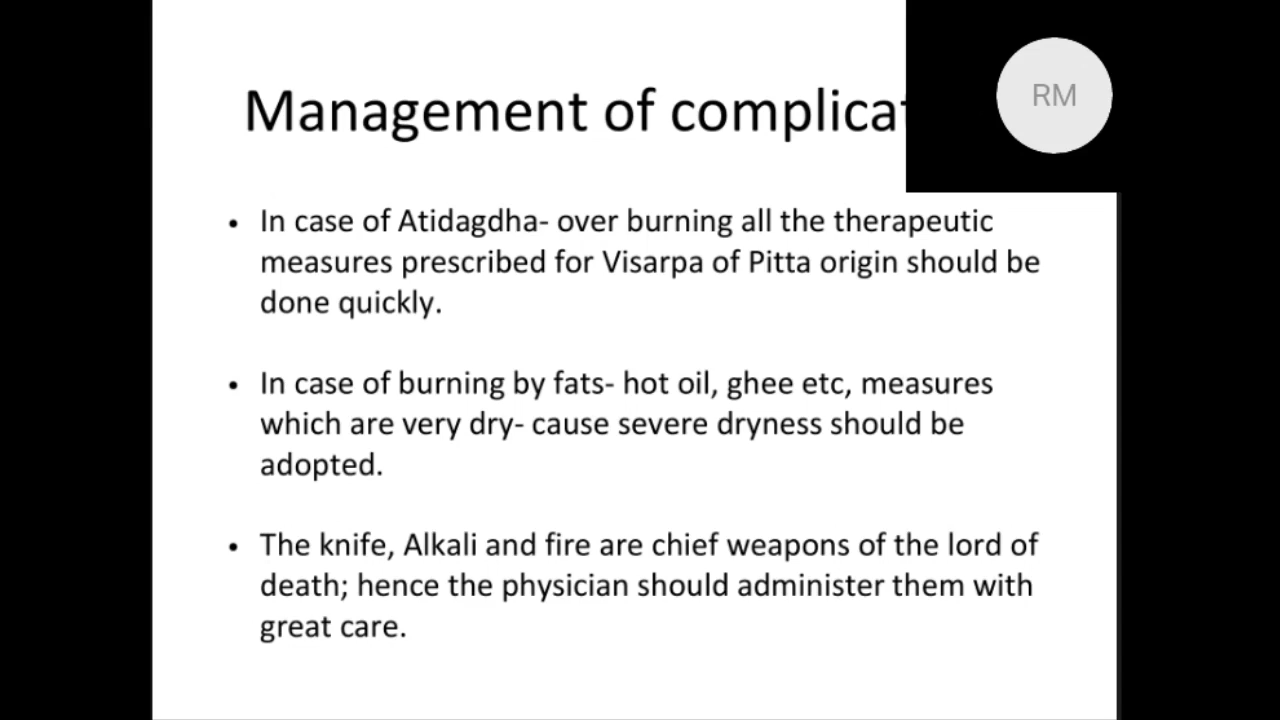 Management of complicat
RM
• In case of Atidagdha- over burning all the therapeutic
measures prescribed for Visarpa of Pitta origin should be
done quickly.
• In case of burning by fats- hot oil, ghee etc, measures
which are very dry- cause severe dryness should be
adopted.
• The knife, Alkali and fire are chief weapons of the lord of
death; hence the physician should administer them with
great care.